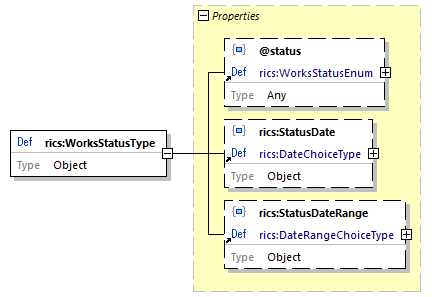 Properties
@status
Def rics:WorksStatusEnum
Type Any
Def rics:WorksStatusType
Type Object
rics:StatusDate
Def rics:DateChoiceType
Type Object
rics:StatusDateRange
Def rics:DateRangeChoiceType
Type Object